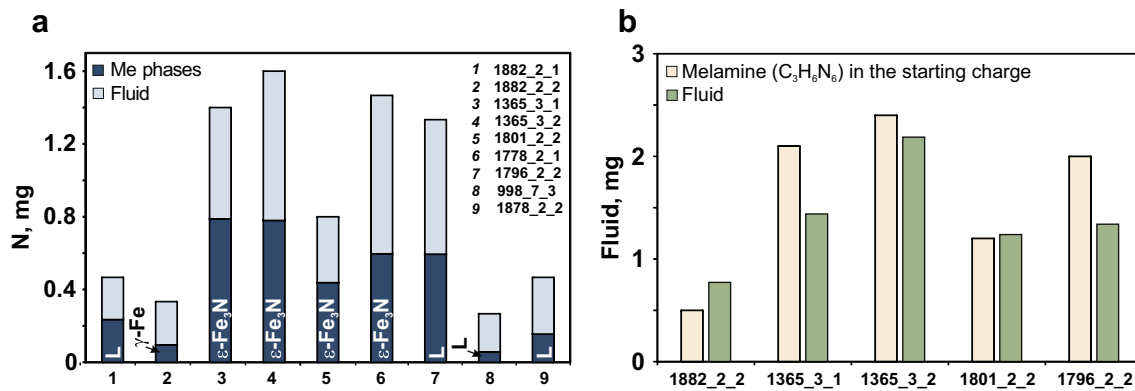 a
N, mg
1.6
1.2
0.8
0.4
0
Me phases
Fluid
1 1882_2_1
2 1882_2_2
3 1365_3_1
4 1365_3_2
5 1801_2_2
6 1778_2_1
7 1796_2_2
8 998_7_3
9 1878_2_2
L
γ-Fe
ε-Fe₃N
ε-Fe₃N
ε-Fe₃N
ε-Fe₃N
L
L
L
1 2 3 4 5 6 7 8 9
b
Fluid, mg
3
2
1
0
Melamine (C₃H₆N₆) in the starting charge
Fluid
1882_2_2 1365_3_1 1365_3_2 1801_2_2 1796_2_2